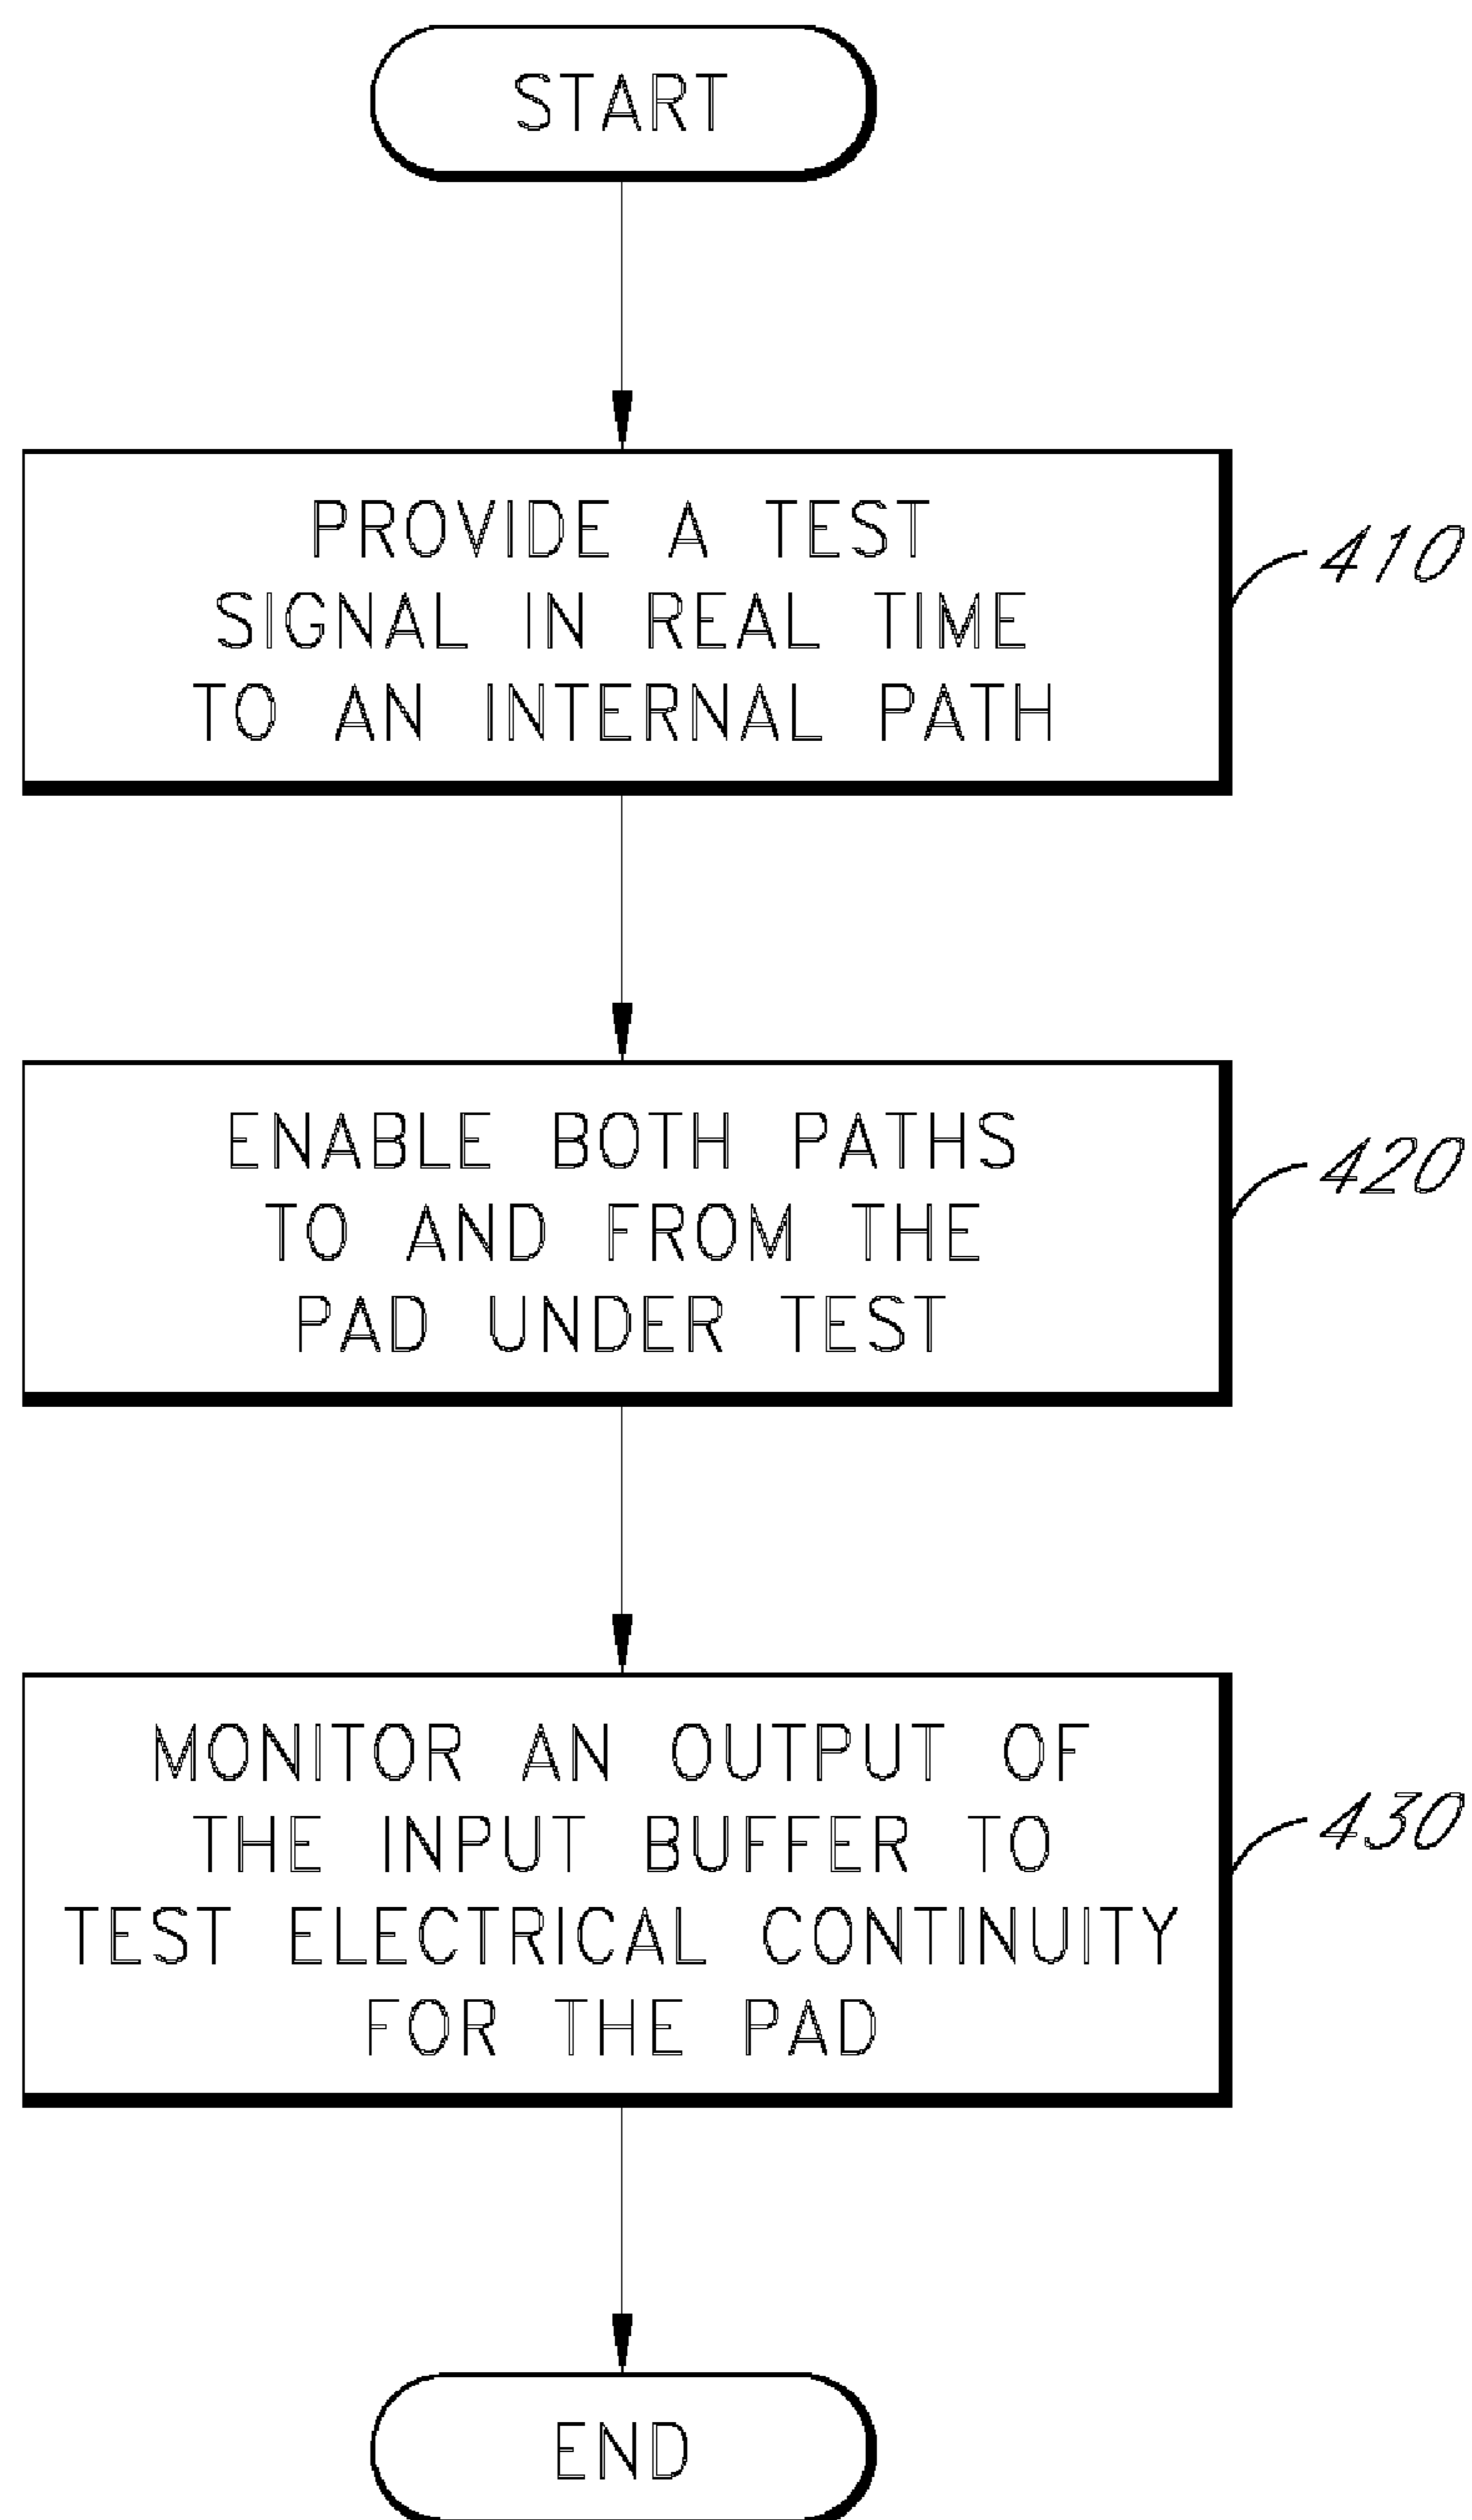 START
PROVIDE A TEST
SIGNAL IN REAL TIME
TO AN INTERNAL PATH
410
ENABLE BOTH PATHS
TO AND FROM THE
PAD UNDER TEST
420
MONITOR AN OUTPUT OF
THE INPUT BUFFER TO
TEST ELECTRICAL CONTINUITY
FOR THE PAD
430
END